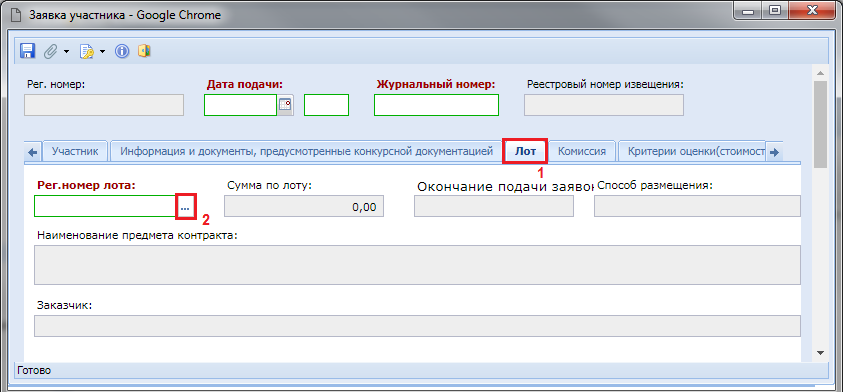 Заявка участника - Google Chrome
Рег. номер: Дата подачи: Журнальный номер: Реестровый номер извещения:
Участник Информация и документы, предусмотренные конкурсной документацией Лот Комиссия Критерии оценки(стоимост
1
Рег.номер лота: Сумма по лоту: Окончание подачи заявок Способ размещения:
... 0,00
2
Наименование предмета контракта:
Заказчик:
Готово